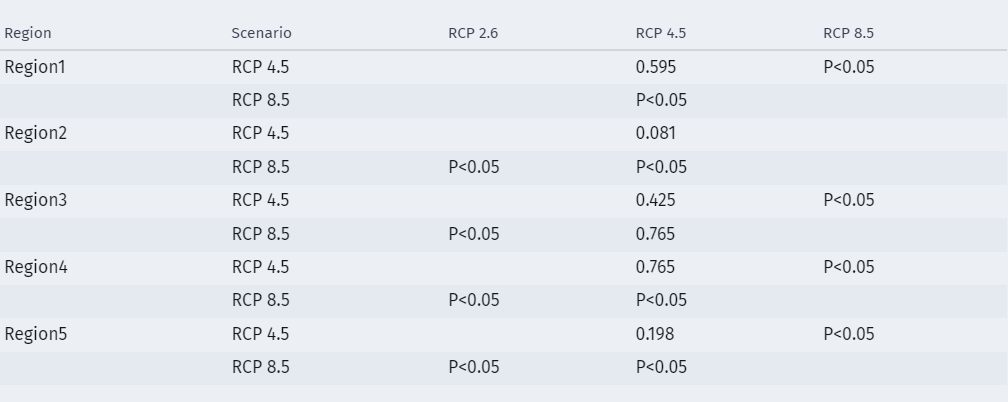 Region Scenario RCP 2.6 RCP 4.5 RCP 8.5
Region1 RCP 4.5 0.595 P<0.05
RCP 8.5 P<0.05
Region2 RCP 4.5 0.081
RCP 8.5 P<0.05 P<0.05
Region3 RCP 4.5 0.425 P<0.05
RCP 8.5 P<0.05 0.765
Region4 RCP 4.5 0.765 P<0.05
RCP 8.5 P<0.05 P<0.05
Region5 RCP 4.5 0.198 P<0.05
RCP 8.5 P<0.05 P<0.05